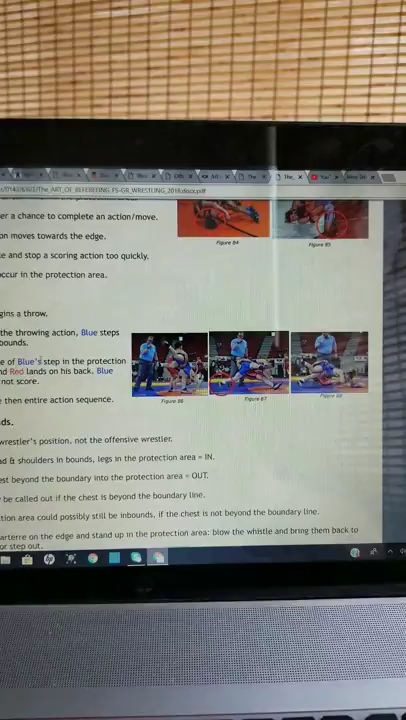 The_ART_OF_REFEREEING_FS-GR_WRESTLING_2018.docx.pdf
er a chance to complete an action/move.
on moves towards the edge.
Figure 84
Figure 85
e and stop a scoring action too quickly.
occur in the protection area.
gins a throw.
the throwing action, Blue steps
bounds.
e of Blue's step in the protection
nd Red lands on his back. Blue
not score.
e then entire action sequence.
Figure 86
Figure 87
Figure 88
ds.
wrestler's position, not the offensive wrestler.
ad & shoulders in bounds, legs in the protection area = IN.
est beyond the boundary into the protection area = OUT.
be called out if the chest is beyond the boundary line.
tion area could possibly still be inbounds, if the chest is not beyond the boundary line.
arterre on the edge and stand up in the protection area: blow the whistle and bring them back to
or step out.